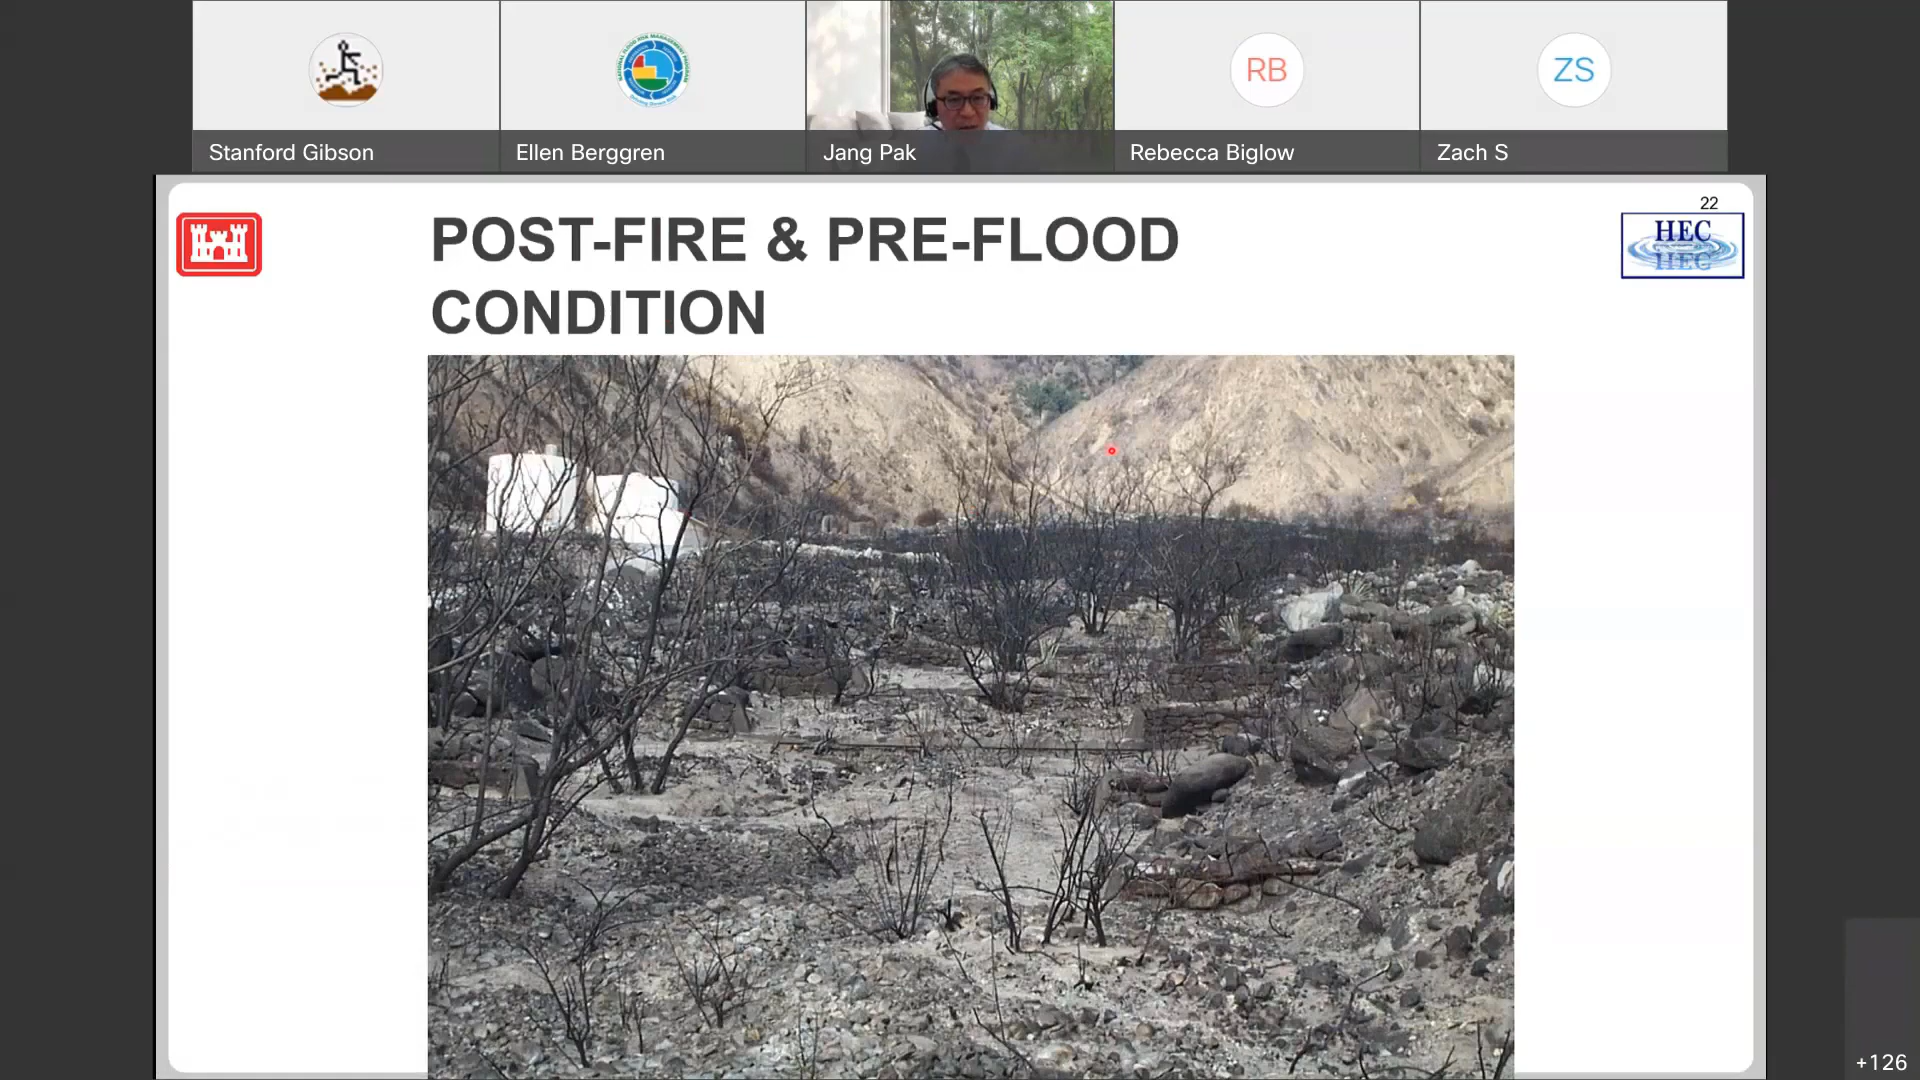 RB
ZS
Stanford Gibson
Ellen Berggren
Jang Pak
Rebecca Biglow
Zach S
22
POST-FIRE & PRE-FLOOD
CONDITION
HEC
+126